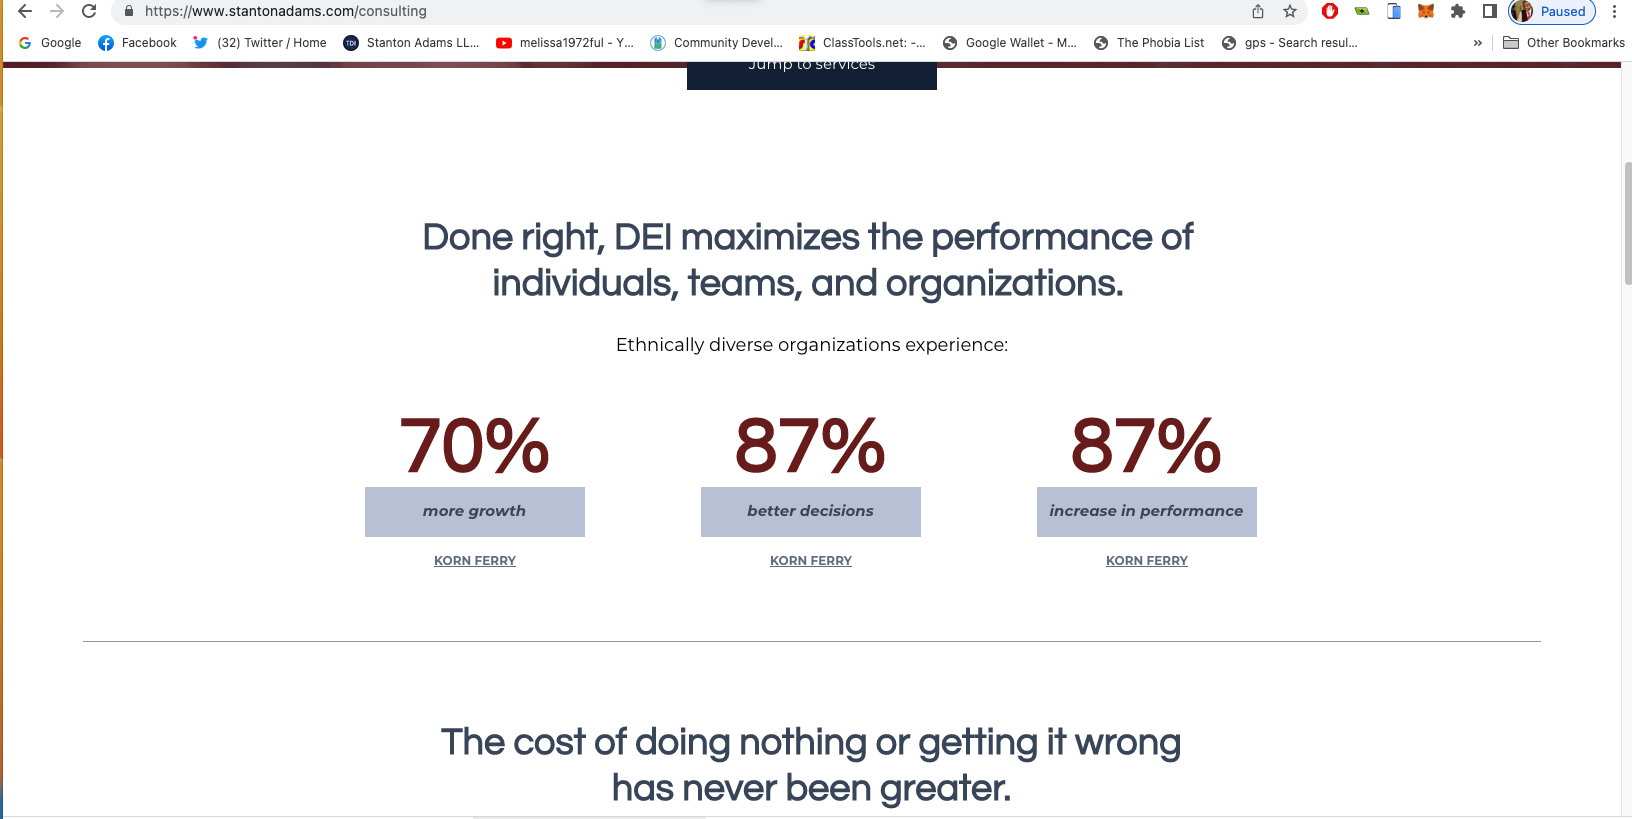 https://www.stantonadams.com/consulting
Paused
Google
Facebook
(32) Twitter / Home
TDI
Stanton Adams LL...
melissa1972ful - Y...
Community Devel...
ClassTools.net: -...
Google Wallet - M...
The Phobia List
gps - Search resul...
»
Other Bookmarks
Jump to services
Done right, DEI maximizes the performance of
individuals, teams, and organizations.
Ethnically diverse organizations experience:
70% 87% 87%
more growth better decisions increase in performance
KORN FERRY KORN FERRY KORN FERRY
The cost of doing nothing or getting it wrong
has never been greater.